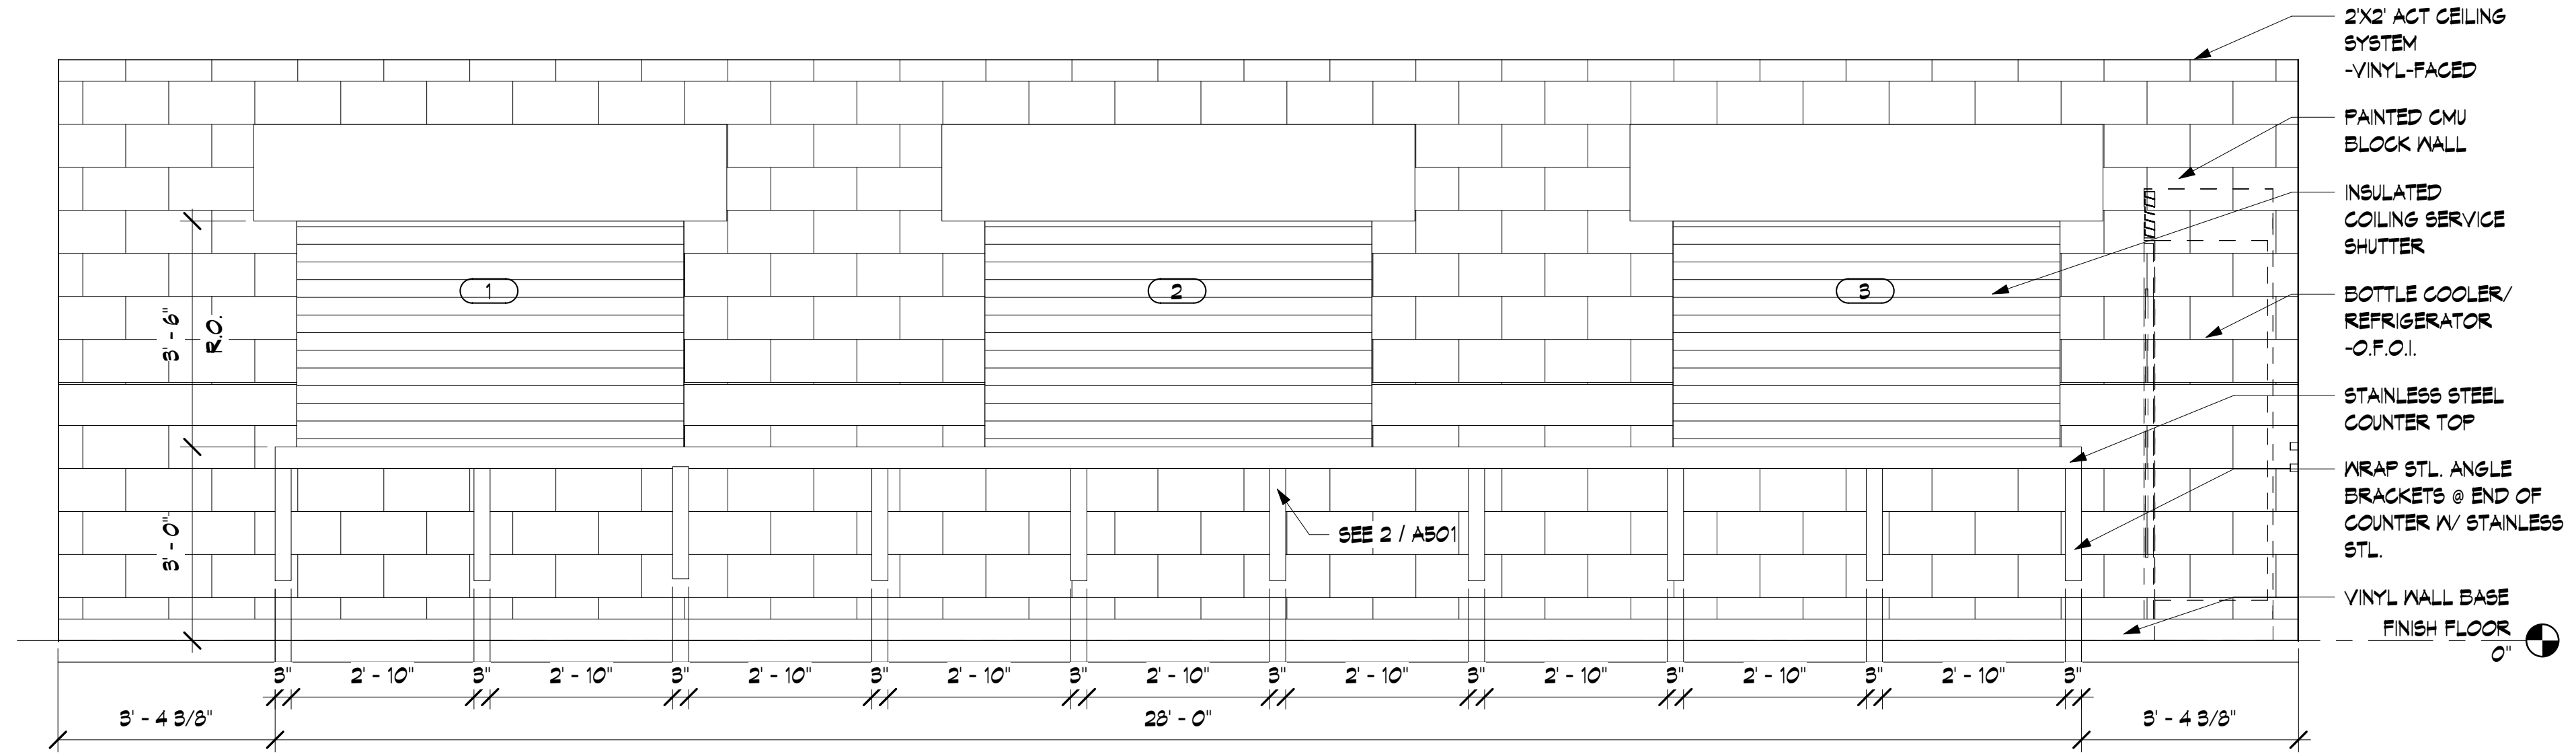 2'X2' ACT CEILING
SYSTEM
-VINYL-FACED
PAINTED CMU
BLOCK WALL
INSULATED
COILING SERVICE
SHUTTER
BOTTLE COOLER/
REFRIGERATOR
-O.F.O.I.
STAINLESS STEEL
COUNTER TOP
WRAP STL. ANGLE
BRACKETS @ END OF
COUNTER W/ STAINLESS
STL.
VINYL WALL BASE
FINISH FLOOR
0"
1
2
3
3' - 6"
R.O.
3' - 0"
SEE 2 / A501
3" 2' - 10" 3" 2' - 10" 3" 2' - 10" 3" 2' - 10" 3" 2' - 10" 3" 2' - 10" 3" 2' - 10" 3" 2' - 10" 3" 2' - 10" 3"
3' - 4 3/8" 28' - 0" 3' - 4 3/8"